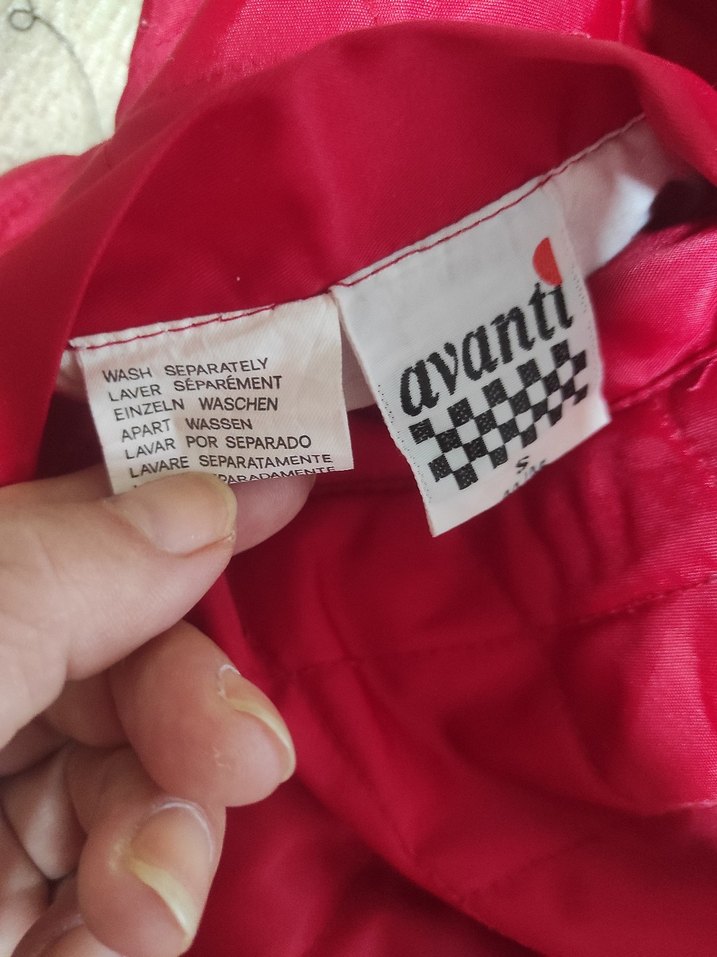 WASH SEPARATELY
LAVER SÉPARÉMENT
EINZELN WASCHEN
APART WASSEN
LAVAR POR SEPARADO
LAVARE SEPARATAMENTE
avanti
S